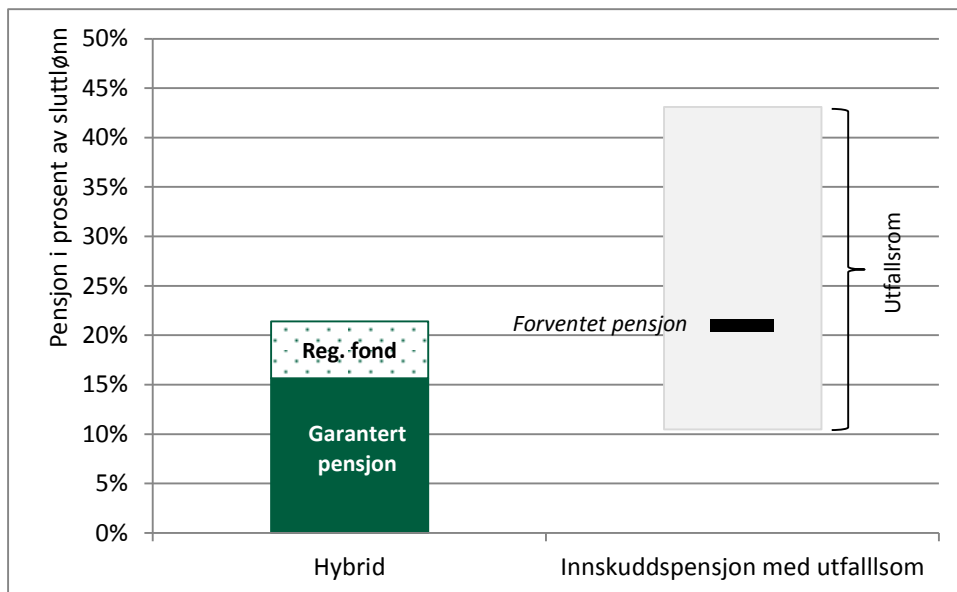 Pensjon i prosent av sluttlønn
50%
45%
40%
35%
30%
25%
20%
15%
10%
5%
0%
Reg. fond
Garantert
pensjon
Forventet pensjon
Utfallsrom
Hybrid
Innskuddspensjon med utfalllsom